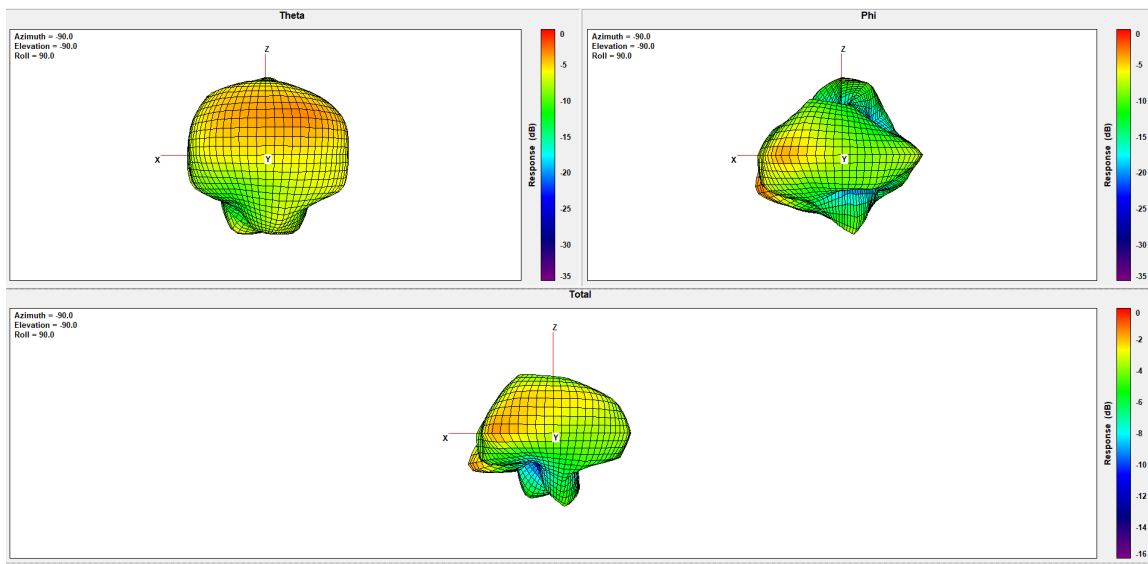 Theta
Azimuth = -90.0
Elevation = -90.0
Roll = 90.0
Z
X
Y
0
-5
-10
-15
-20
-25
-30
-35
Response (dB)
Phi
Azimuth = -90.0
Elevation = -90.0
Roll = 90.0
Z
X
Y
0
-5
-10
-15
-20
-25
-30
-35
Response (dB)
Total
Azimuth = -90.0
Elevation = -90.0
Roll = 90.0
Z
X
Y
0
-2
-4
-6
-8
-10
-12
-14
-16
Response (dB)